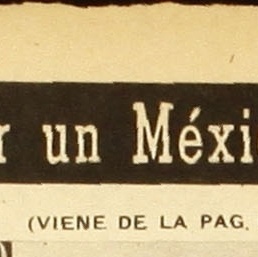 r un Méxi
(VIENE DE LA PAG.